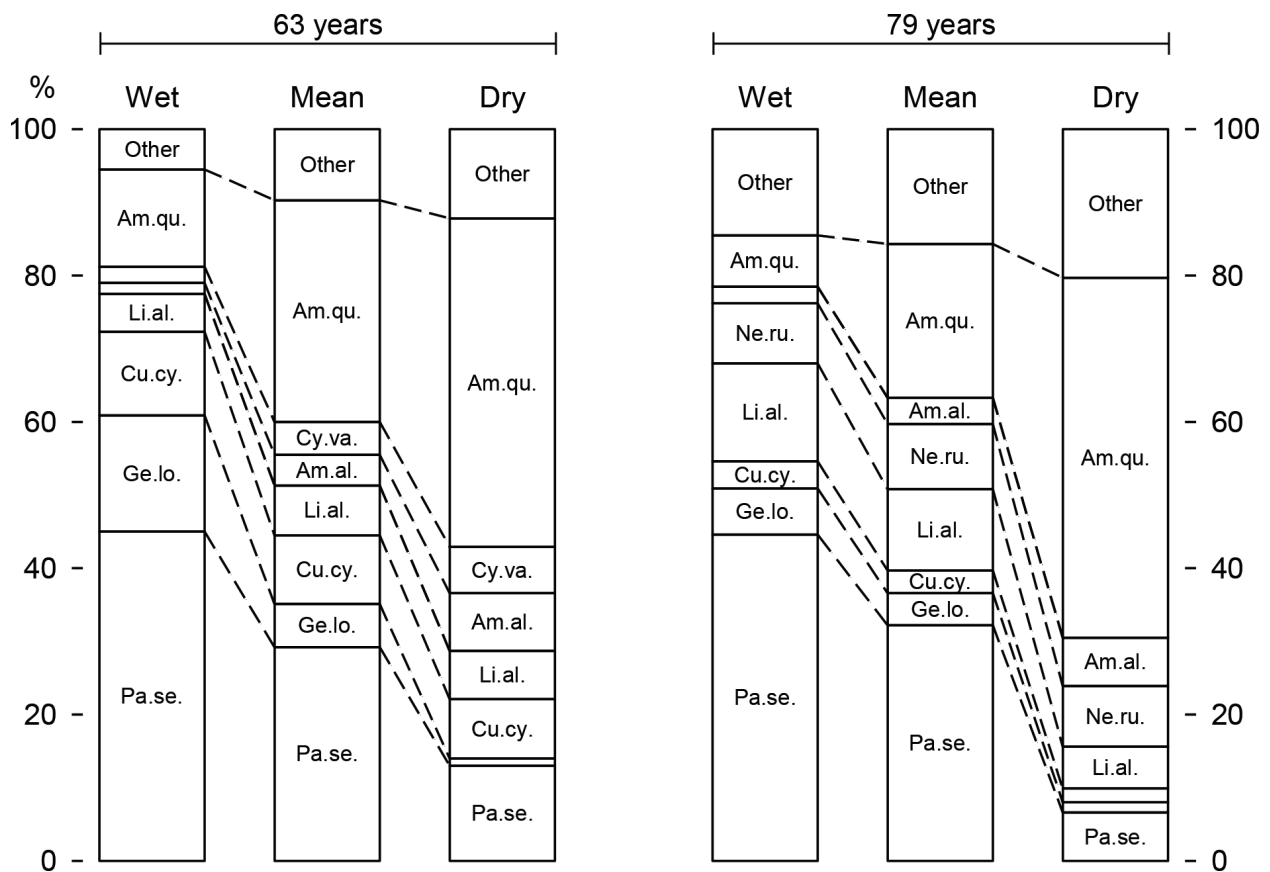 63 years
79 years
%
Wet
Mean
Dry
Wet
Mean
Dry
100
80
60
40
20
0
Other
Am.qu.
Li.al.
Cu.cy.
Ge.lo.
Pa.se.
Other
Am.qu.
Cy.va.
Am.al.
Li.al.
Cu.cy.
Ge.lo.
Pa.se.
Other
Am.qu.
Cy.va.
Am.al.
Li.al.
Cu.cy.
Pa.se.
Other
Am.qu.
Ne.ru.
Li.al.
Cu.cy.
Ge.lo.
Pa.se.
Other
Am.qu.
Am.al.
Ne.ru.
Li.al.
Cu.cy.
Ge.lo.
Pa.se.
Other
Am.qu.
Am.al.
Ne.ru.
Li.al.
Pa.se.
100
80
60
40
20
0